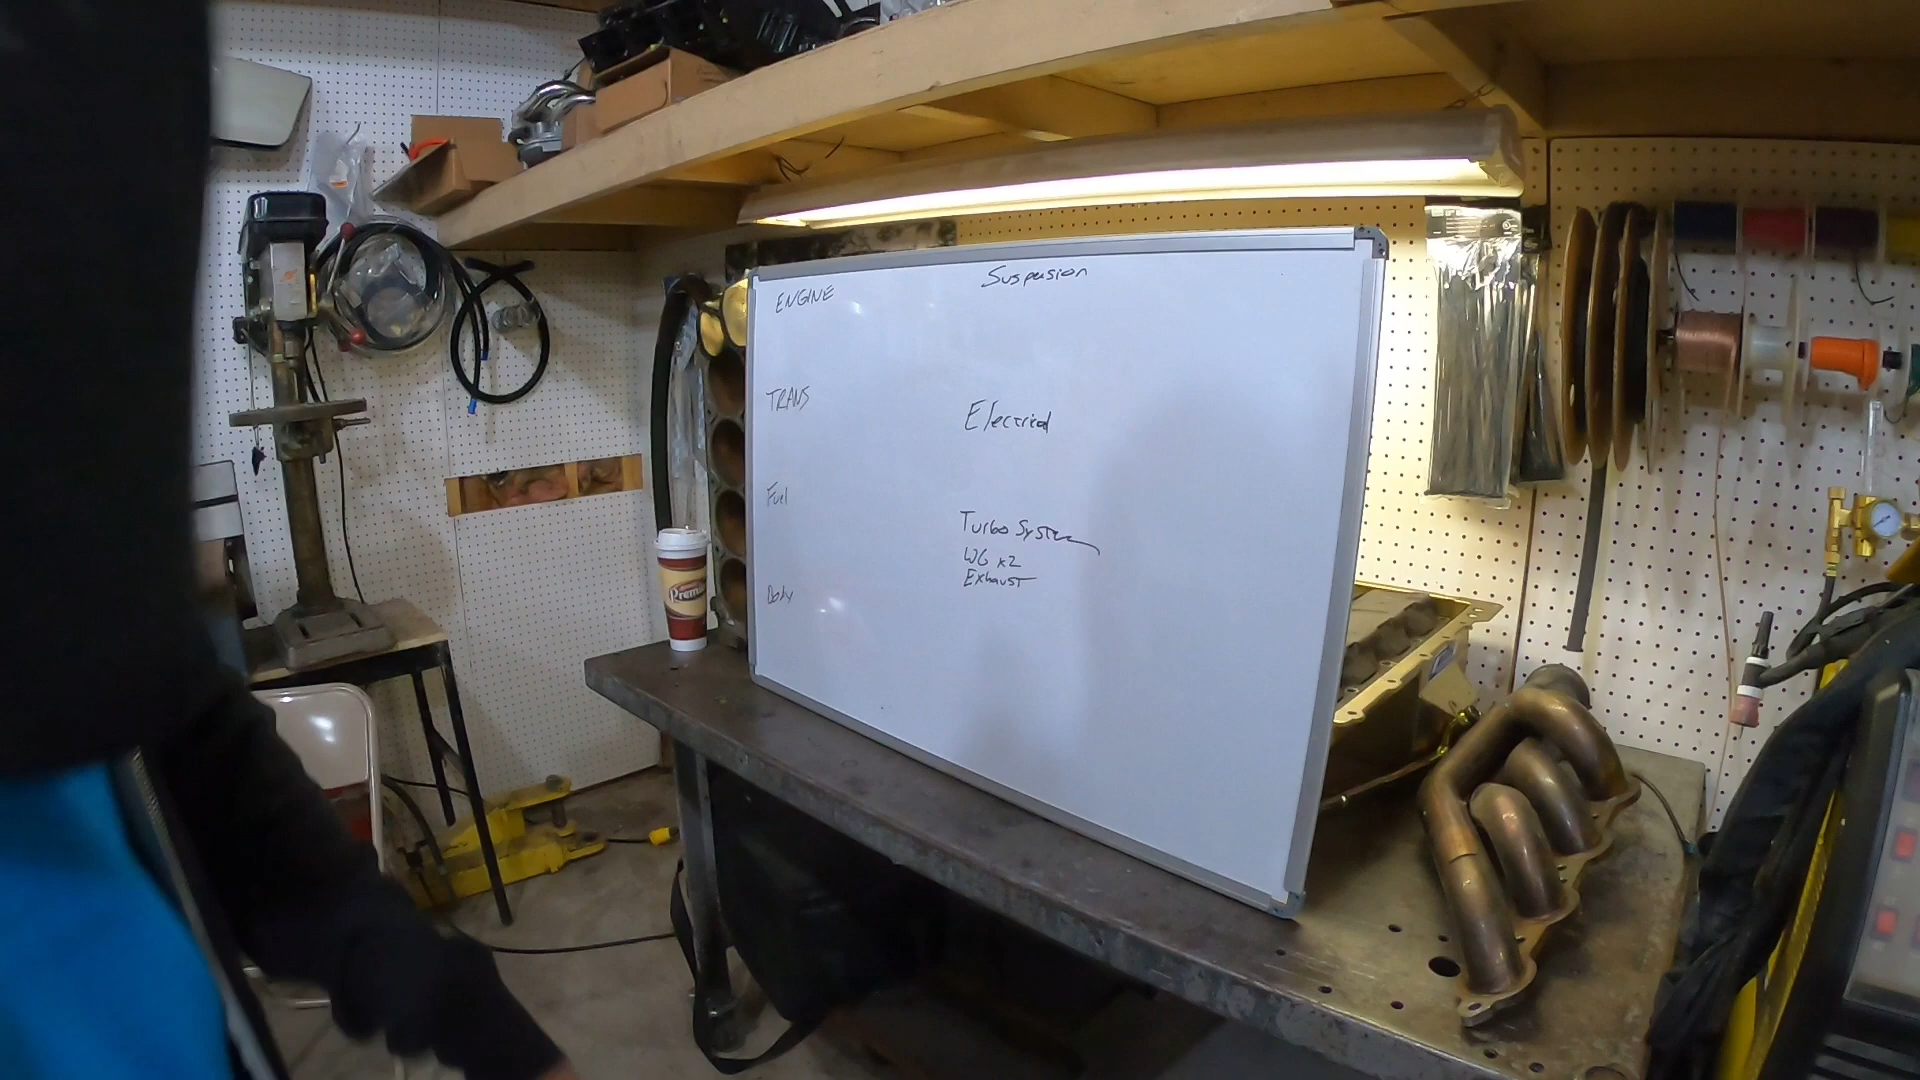 ENGINE
TRANS
Fuel
Body
Suspension
Electrical
Turbo System
WG x2
Exhaust